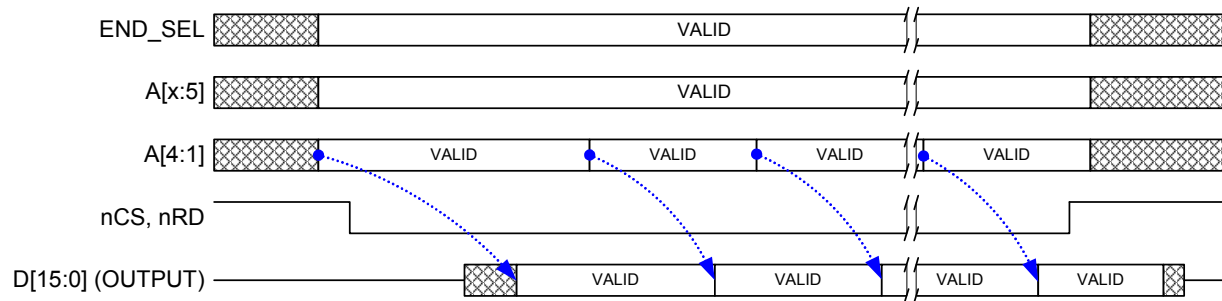 END_SEL VALID
A[x:5] VALID
A[4:1] VALID VALID VALID VALID
nCS, nRD
D[15:0] (OUTPUT) VALID VALID VALID VALID